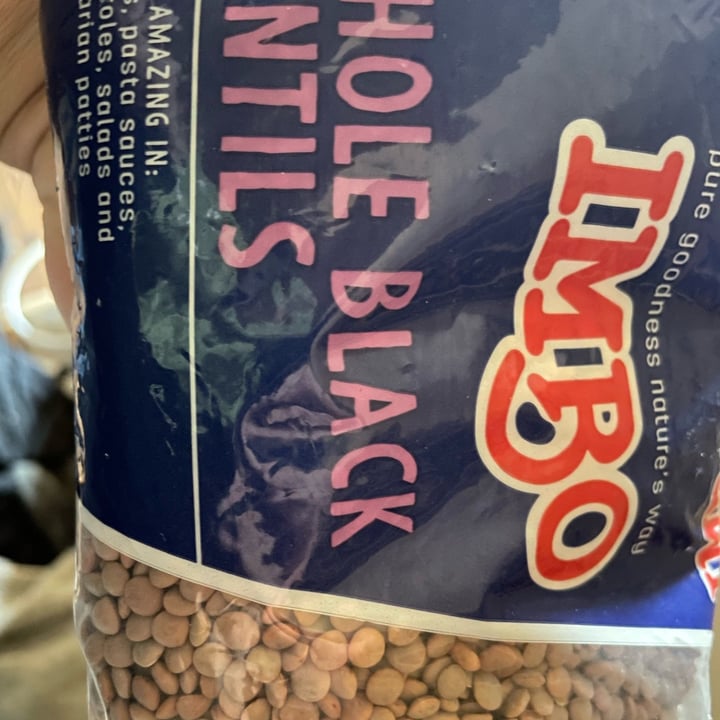 pure goodness nature's way
IMBO
HOLE BLACK
NTILS
AMAZING IN:
s, pasta sauces,
oles, salads and
arian patties